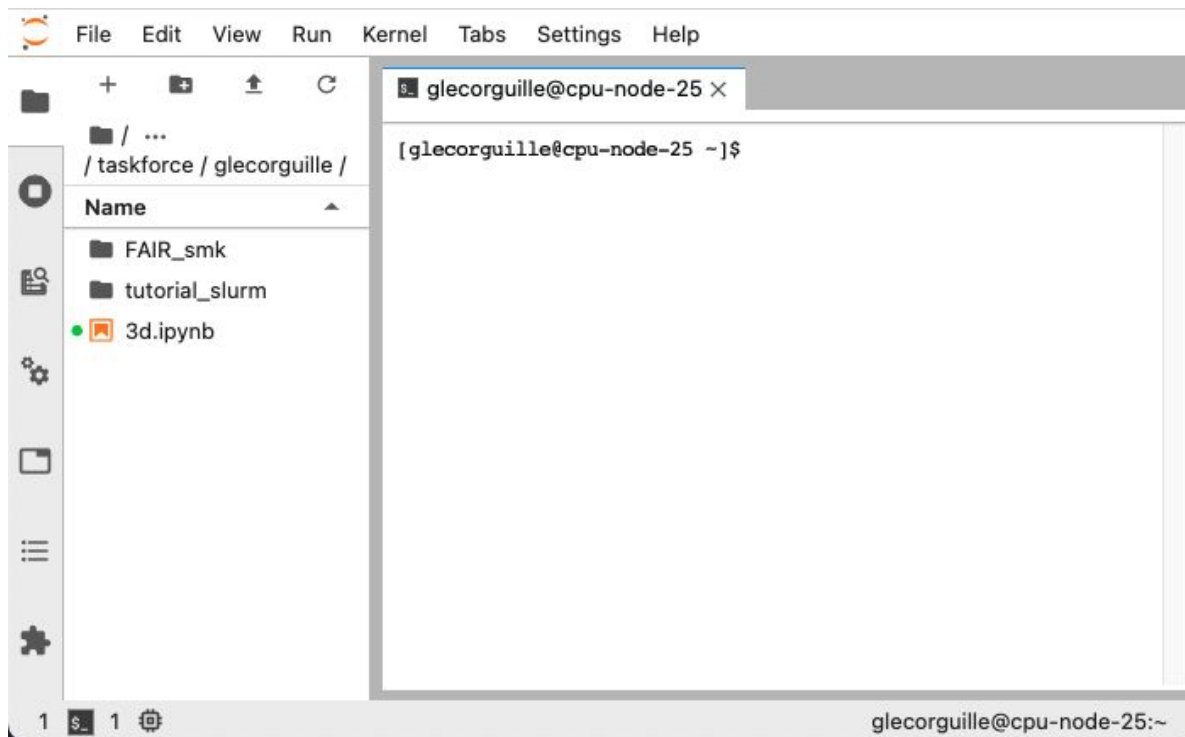 File Edit View Run Kernel Tabs Settings Help
/ ...
/ taskforce / glecorguille /
Name
FAIR_smk
tutorial_slurm
3d.ipynb
$_ glecorguille@cpu-node-25
[glecorguille@cpu-node-25 ~]$
1 $_ 1
glecorguille@cpu-node-25:~